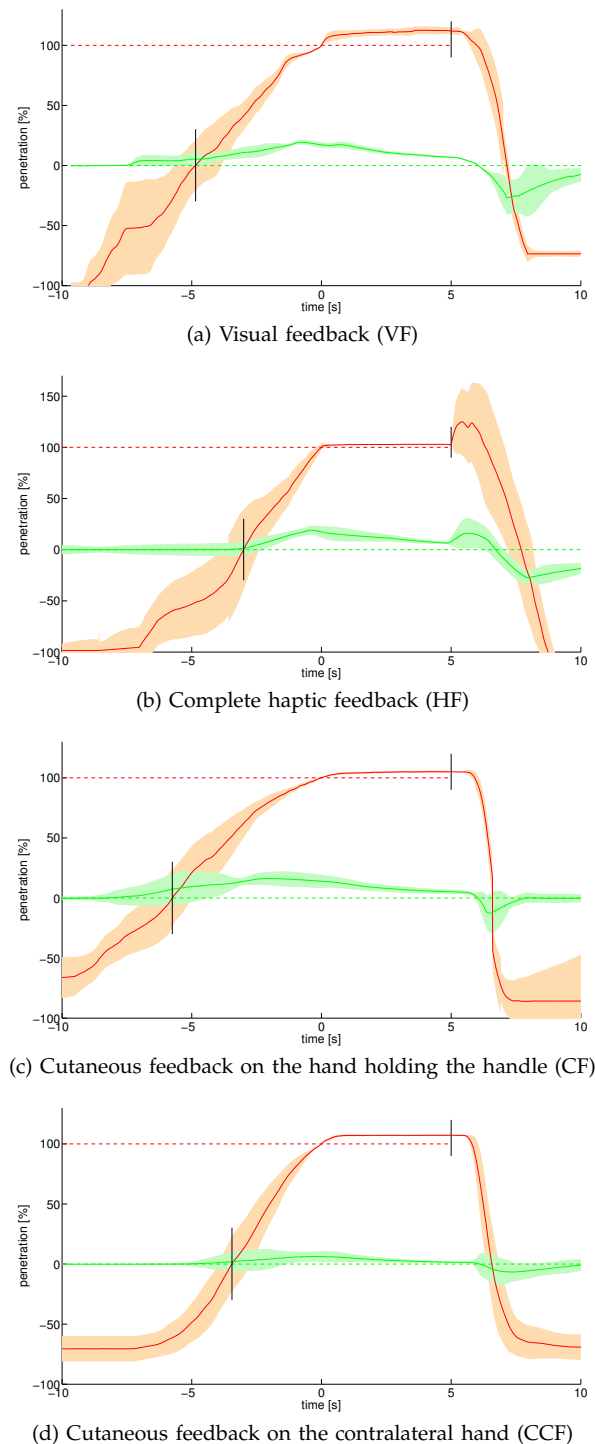 100
50
0
−50
−100
penetration [%]
−10 −5 0 5 10
time [s]
(a) Visual feedback (VF)
150
100
50
0
−50
−100
penetration [%]
−10 −5 0 5 10
time [s]
(b) Complete haptic feedback (HF)
100
50
0
−50
−100
penetration [%]
−10 −5 0 5 10
time [s]
(c) Cutaneous feedback on the hand holding the handle (CF)
100
50
0
−50
−100
penetration [%]
−10 −5 0 5 10
time [s]
(d) Cutaneous feedback on the contralateral hand (CCF)